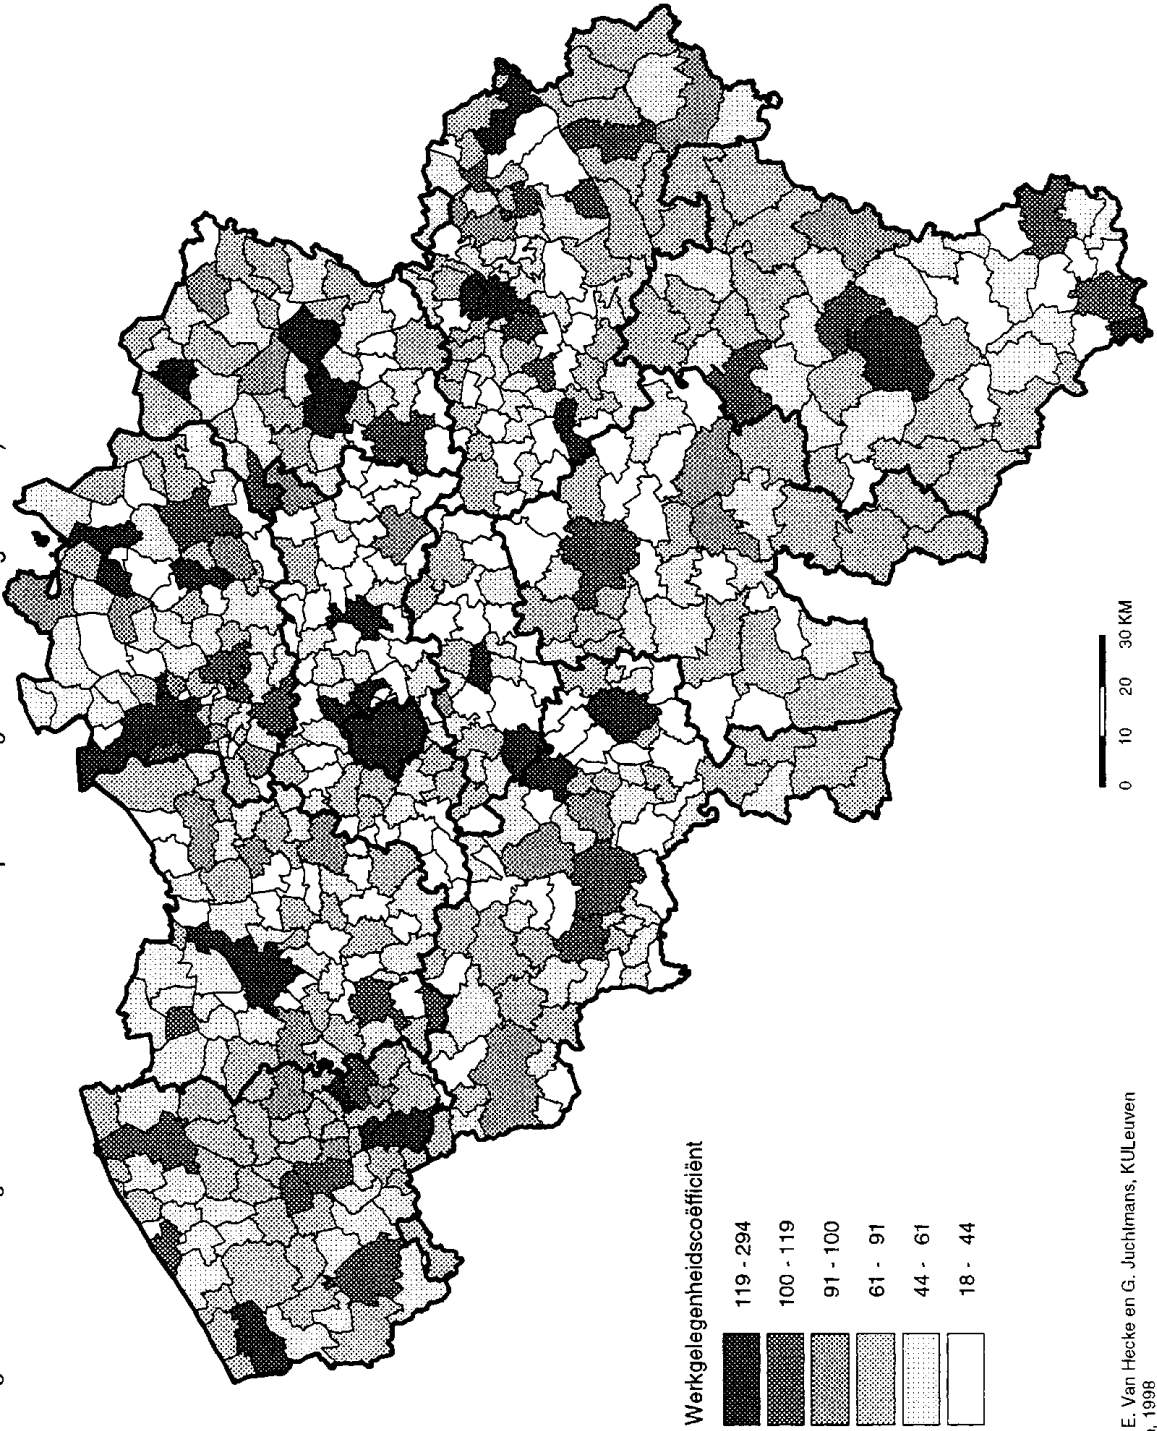 Werkgelegenheidscoëfficiënt
119 - 294
100 - 119
91 - 100
61 - 91
44 - 61
18 - 44
0 10 20 30 KM
E. Van Hecke en G. Juchtmans, KULeuven
, 1998